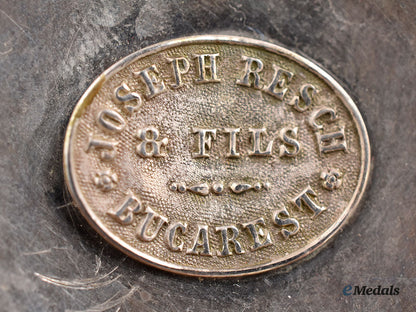 JOSEPH RESCH
& FILS
BUCAREST
eMedals